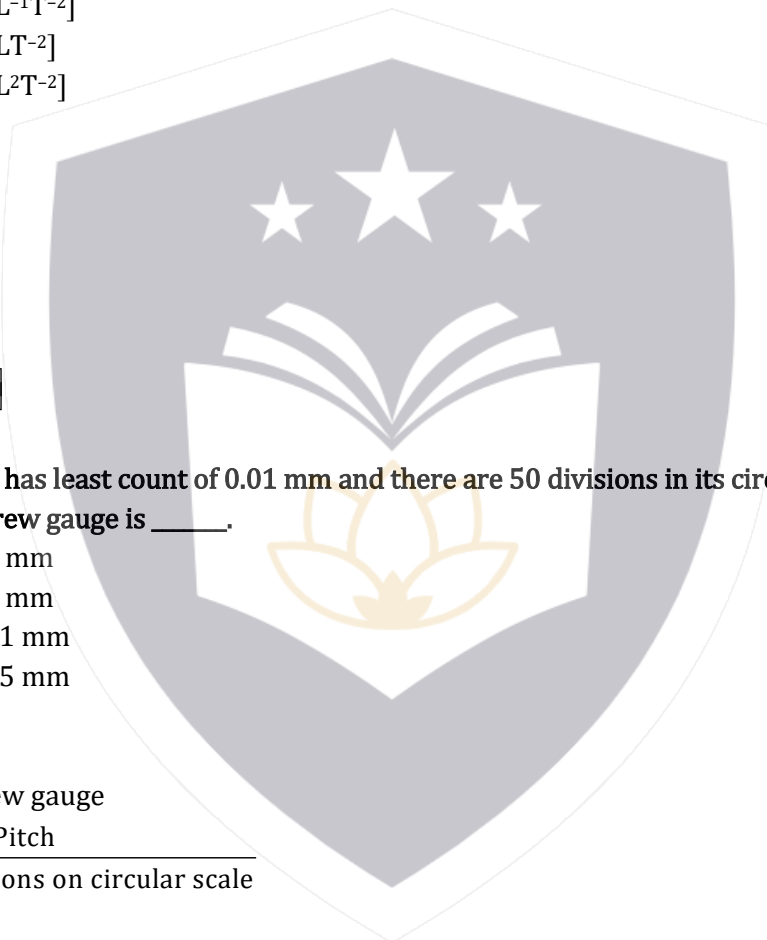 L⁻¹T⁻²]
LT⁻²]
L²T⁻²]
has least count of 0.01 mm and there are 50 divisions in its
rew gauge is ______.
mm
mm
1 mm
5 mm
ew gauge
Pitch
ons on circular scale